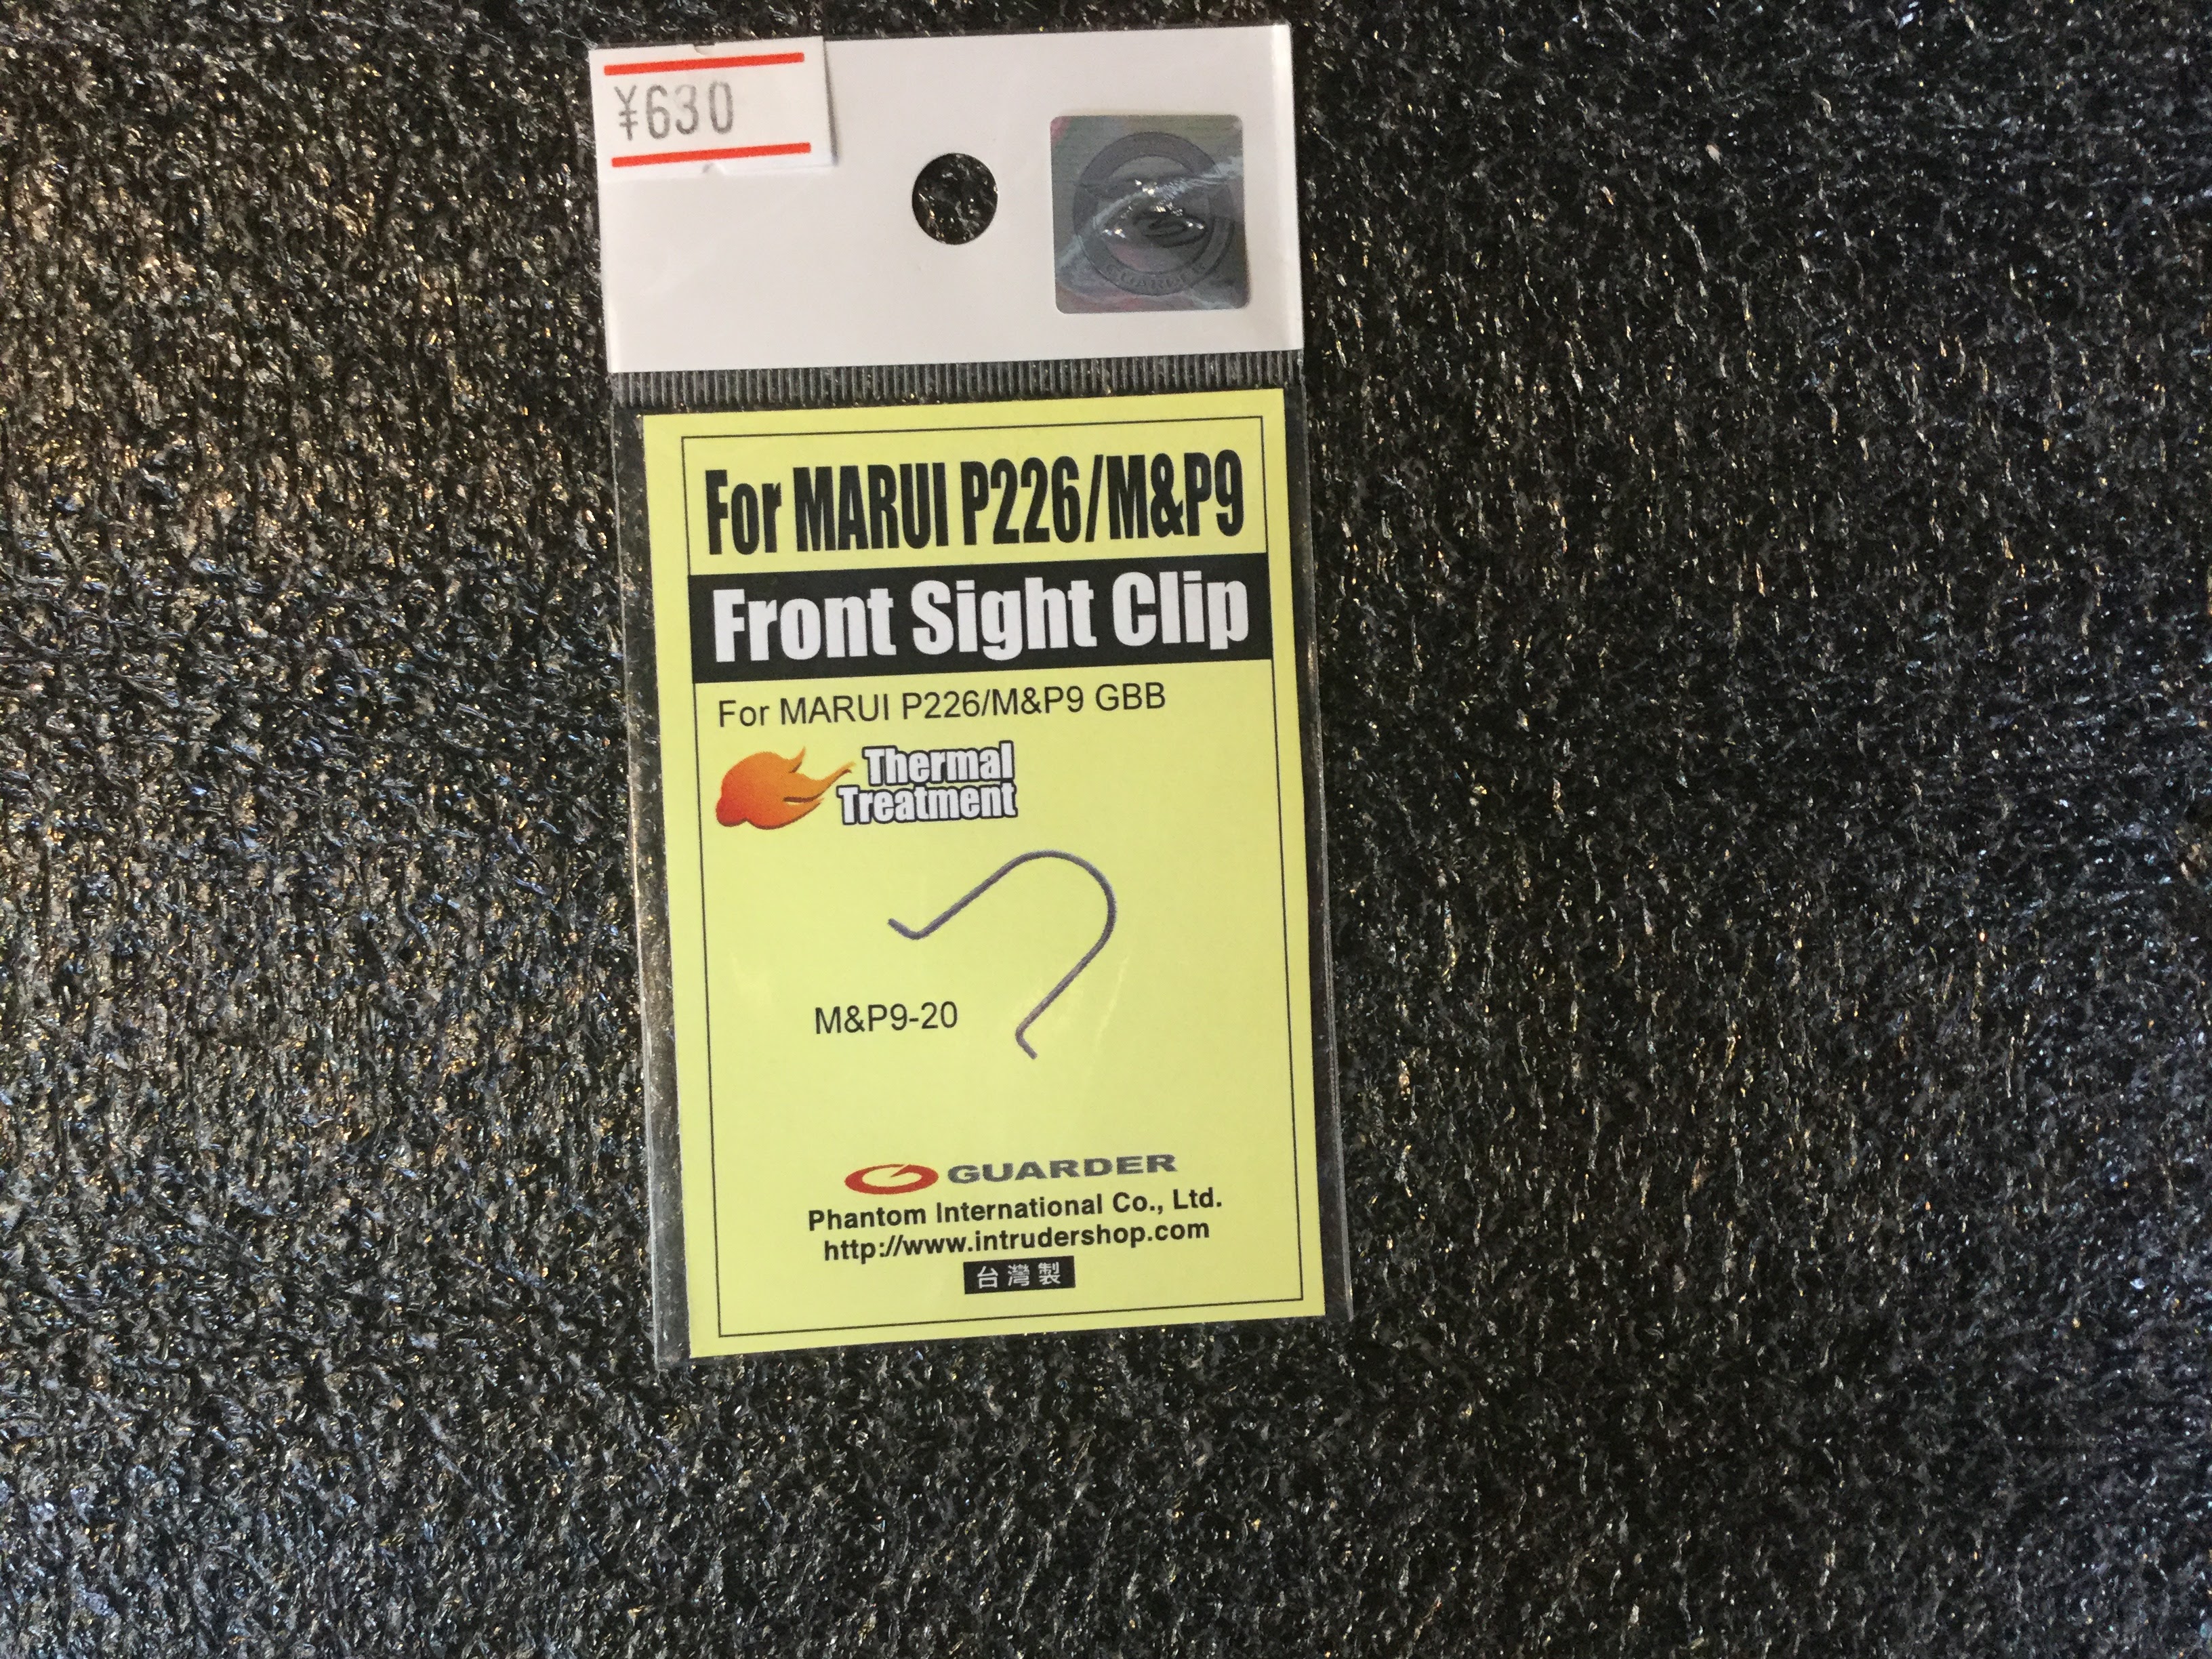 ¥630
GUARDER
For MARUI P226/M&P9
Front Sight Clip
For MARUI P226/M&P9 GBB
Thermal
Treatment
M&P9-20
GUARDER
Phantom International Co., Ltd.
http://www.intrudershop.com
台灣製